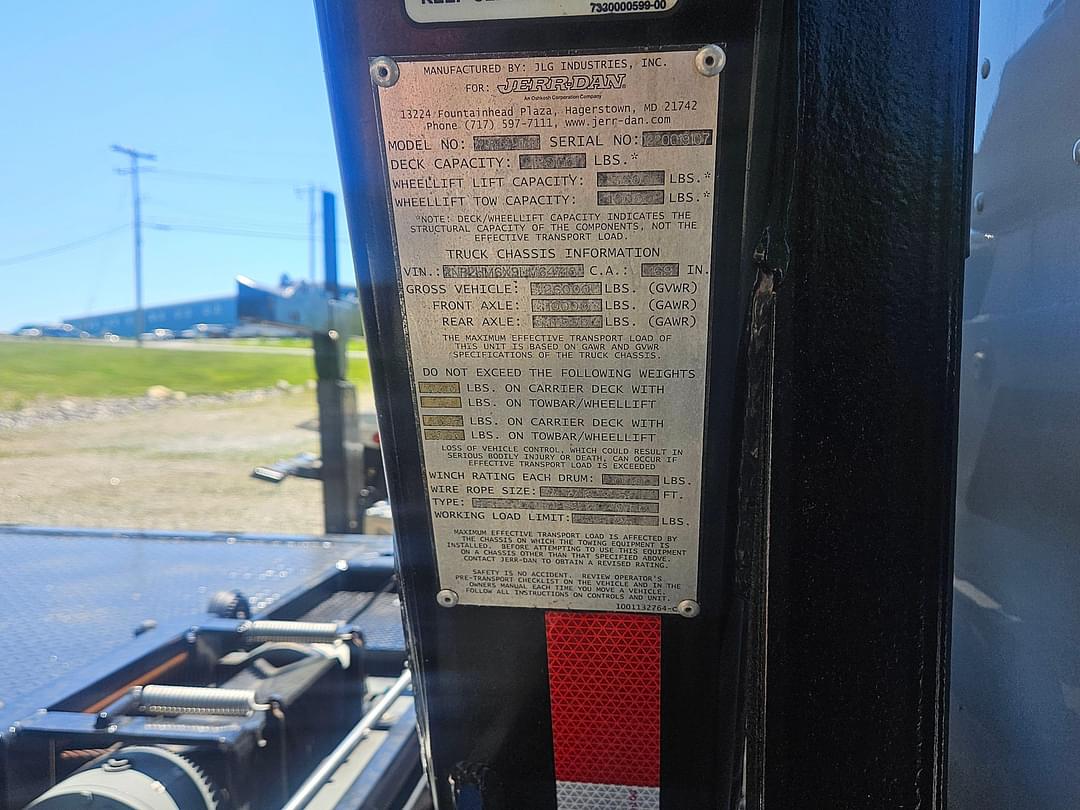 7330000599-00
MANUFACTURED BY: JLG INDUSTRIES, INC.
FOR: JERR-DAN®
An Oshkosh Corporation Company
13224 Fountainhead Plaza, Hagerstown, MD 21742
Phone (717) 597-7111, www.jerr-dan.com
MODEL NO: SERIAL NO:
DECK CAPACITY: LBS.*
WHEELLIFT LIFT CAPACITY: LBS.*
WHEELLIFT TOW CAPACITY: LBS.*
*NOTE: DECK/WHEELLIFT CAPACITY INDICATES THE
STRUCTURAL CAPACITY OF THE COMPONENTS, NOT THE
EFFECTIVE TRANSPORT LOAD.
TRUCK CHASSIS INFORMATION
VIN.: C.A.: IN.
GROSS VEHICLE: 26000 LBS. (GVWR)
FRONT AXLE: LBS. (GAWR)
REAR AXLE: LBS. (GAWR)
THE MAXIMUM EFFECTIVE TRANSPORT LOAD OF
THIS UNIT IS BASED ON GAWR AND GVWR
SPECIFICATIONS OF THE TRUCK CHASSIS.
DO NOT EXCEED THE FOLLOWING WEIGHTS
LBS. ON CARRIER DECK WITH
LBS. ON TOWBAR/WHEELLIFT
LBS. ON CARRIER DECK WITH
LBS. ON TOWBAR/WHEELLIFT
LOSS OF VEHICLE CONTROL, WHICH COULD RESULT IN
SERIOUS BODILY INJURY OR DEATH, CAN OCCUR IF
EFFECTIVE TRANSPORT LOAD IS EXCEEDED
WINCH RATING EACH DRUM: LBS.
WIRE ROPE SIZE: FT.
TYPE:
WORKING LOAD LIMIT: LBS.
MAXIMUM EFFECTIVE TRANSPORT LOAD IS AFFECTED BY
THE CHASSIS ON WHICH THE TOWING EQUIPMENT IS
INSTALLED. BEFORE ATTEMPTING TO USE THIS EQUIPMENT
ON A CHASSIS OTHER THAN THAT SPECIFIED ABOVE,
CONTACT JERR-DAN TO OBTAIN A REVISED RATING.
SAFETY IS NO ACCIDENT. REVIEW OPERATOR'S
PRE-TRANSPORT CHECKLIST ON THE VEHICLE AND IN THE
OWNERS MANUAL EACH TIME YOU MOVE A VEHICLE.
FOLLOW ALL INSTRUCTIONS ON CONTROLS AND UNIT.